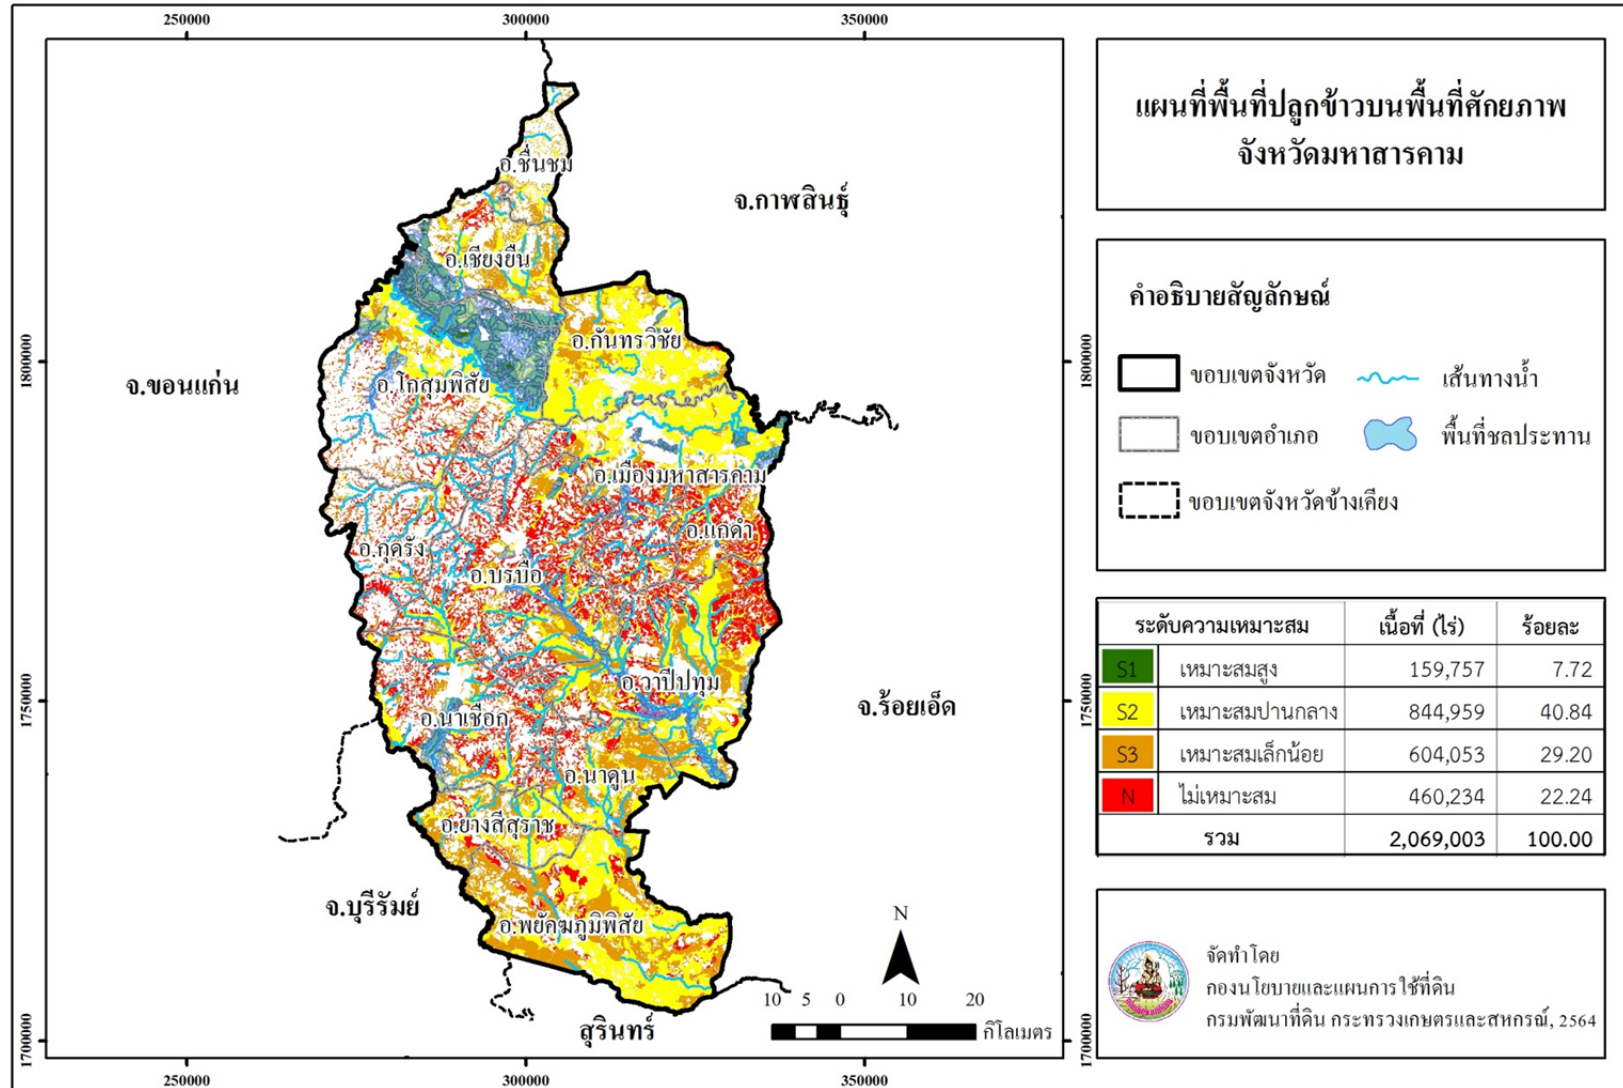 250000
300000
350000
แผนที่พื้นที่ปลูกข้าวบนพื้นที่ศักยภาพ
จังหวัดมหาสารคาม
อ.ชื่นชม
จ.กาฬสินธุ์
อ.เชียงยืน
อ.กันทรวิชัย
1800000
1800000
จ.ขอนแก่น
อ.โกสุมพิสัย
อ.เมืองมหาสารคาม
อ.แกดำ
อ.กุดรัง
อ.บรบือ
อ.วาปีปทุม
1750000
1750000
จ.ร้อยเอ็ด
อ.นาเชือก
อ.นาดูน
อ.ยางสีสุราช
จ.บุรีรัมย์
อ.พยัคฆภูมิพิสัย
สุรินทร์
N
10 5 0 10 20
กิโลเมตร
1700000
1700000
250000
300000
350000
คำอธิบายสัญลักษณ์
ขอบเขตจังหวัด
เส้นทางน้ำ
ขอบเขตอำเภอ
พื้นที่ชลประทาน
ขอบเขตจังหวัดข้างเคียง
ระดับความเหมาะสม เนื้อที่ (ไร่) ร้อยละ
S1 เหมาะสมสูง 159,757 7.72
S2 เหมาะสมปานกลาง 844,959 40.84
S3 เหมาะสมเล็กน้อย 604,053 29.20
N ไม่เหมาะสม 460,234 22.24
รวม 2,069,003 100.00
จัดทำโดย
กองนโยบายและแผนการใช้ที่ดิน
กรมพัฒนาที่ดิน กระทรวงเกษตรและสหกรณ์, 2564